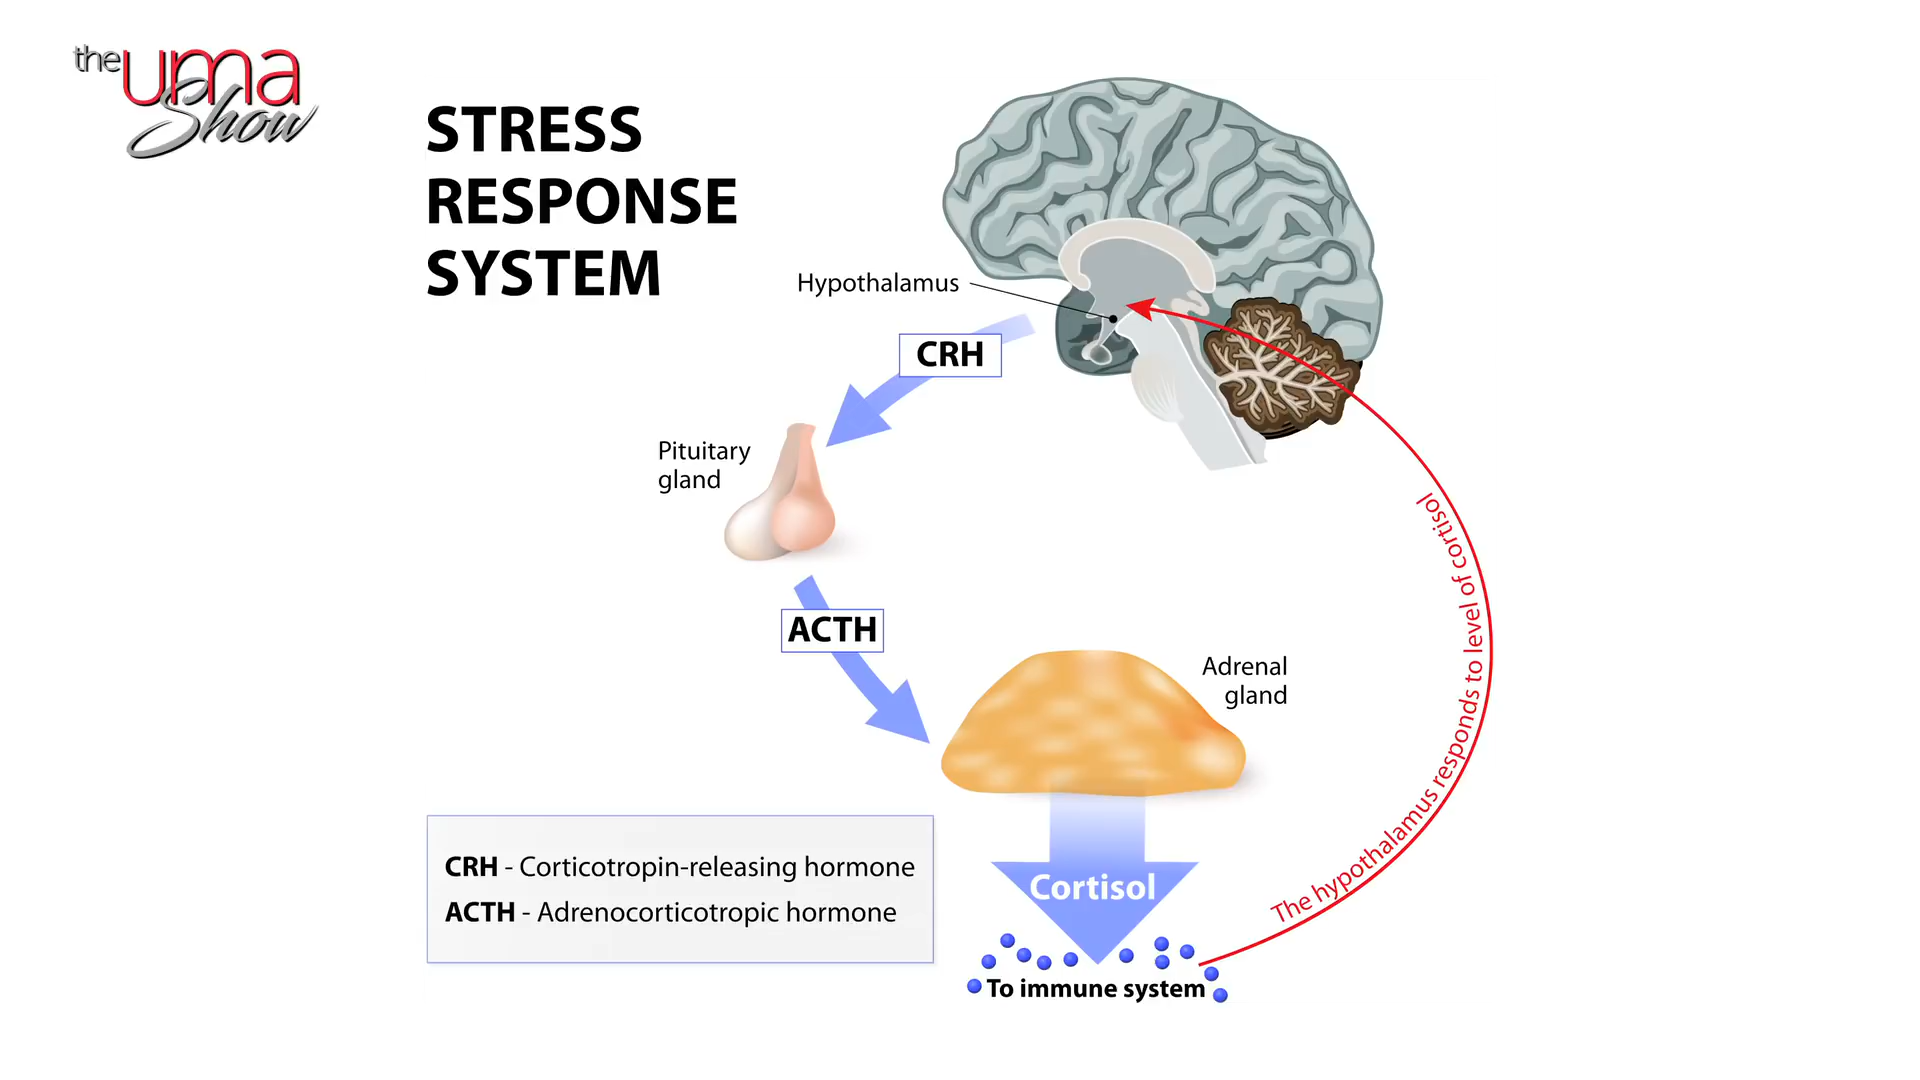 the uma
Show
STRESS
RESPONSE
SYSTEM
Hypothalamus
CRH
Pituitary
gland
ACTH
Adrenal
gland
Cortisol
To immune system
The hypothalamus responds to level of cortisol
CRH - Corticotropin-releasing hormone
ACTH - Adrenocorticotropic hormone